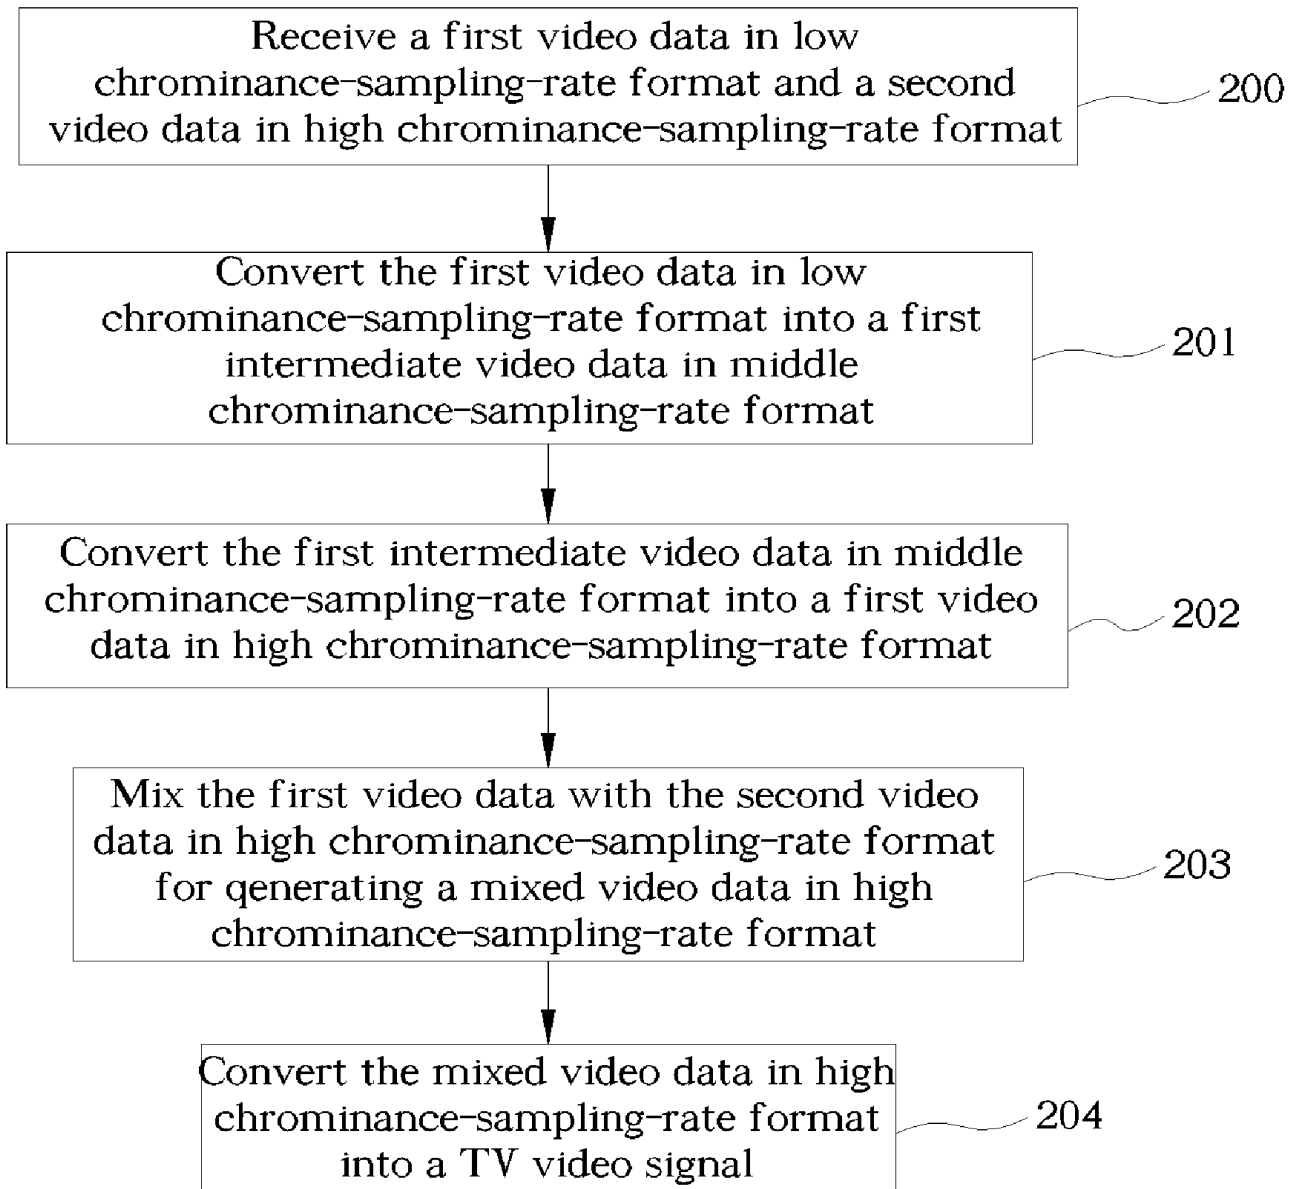 Receive a first video data in low
chrominance-sampling-rate format and a second
video data in high chrominance-sampling-rate format
200
Convert the first video data in low
chrominance-sampling-rate format into a first
intermediate video data in middle
chrominance-sampling-rate format
201
Convert the first intermediate video data in middle
chrominance-sampling-rate format into a first video
data in high chrominance-sampling-rate format
202
Mix the first video data with the second video
data in high chrominance-sampling-rate format
for qenerating a mixed video data in high
chrominance-sampling-rate format
203
Convert the mixed video data in high
chrominance-sampling-rate format
into a TV video signal
204